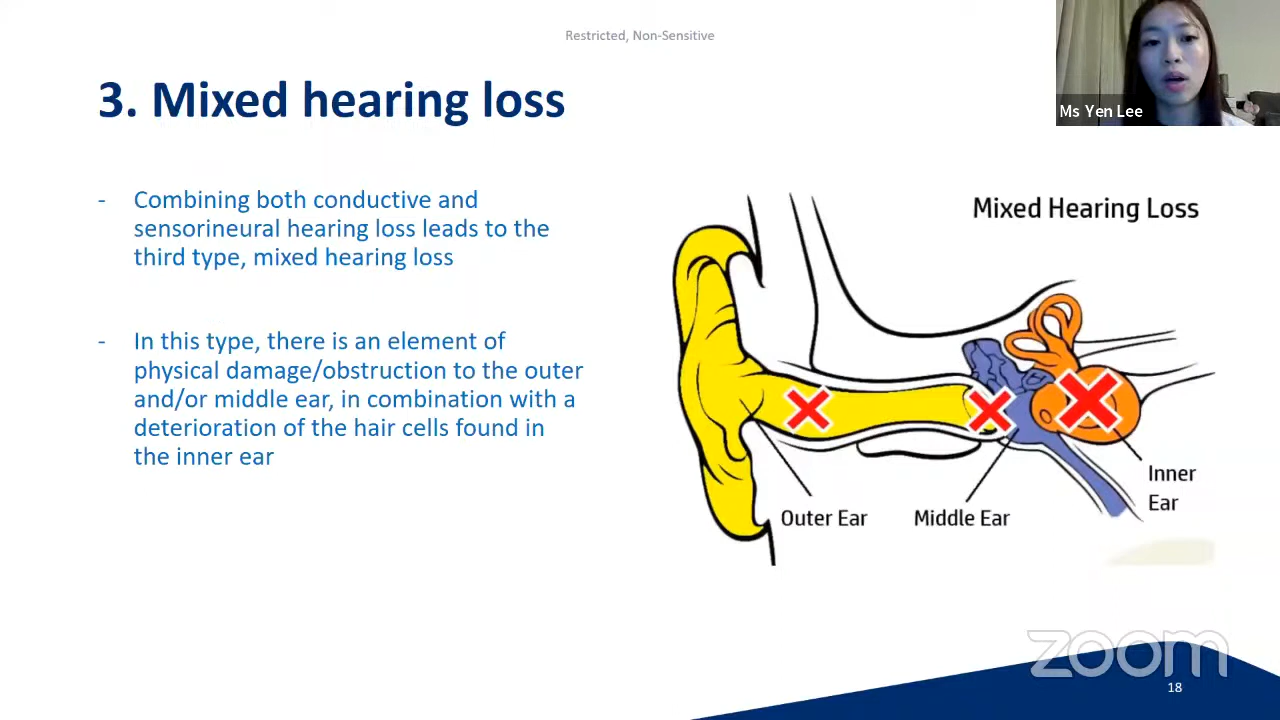 Restricted, Non-Sensitive
Ms Yen Lee
3. Mixed hearing loss
- Combining both conductive and
sensorineural hearing loss leads to the
third type, mixed hearing loss
- In this type, there is an element of
physical damage/obstruction to the outer
and/or middle ear, in combination with a
deterioration of the hair cells found in
the inner ear
Mixed Hearing Loss
Outer Ear
Middle Ear
Inner
Ear
zoom
18